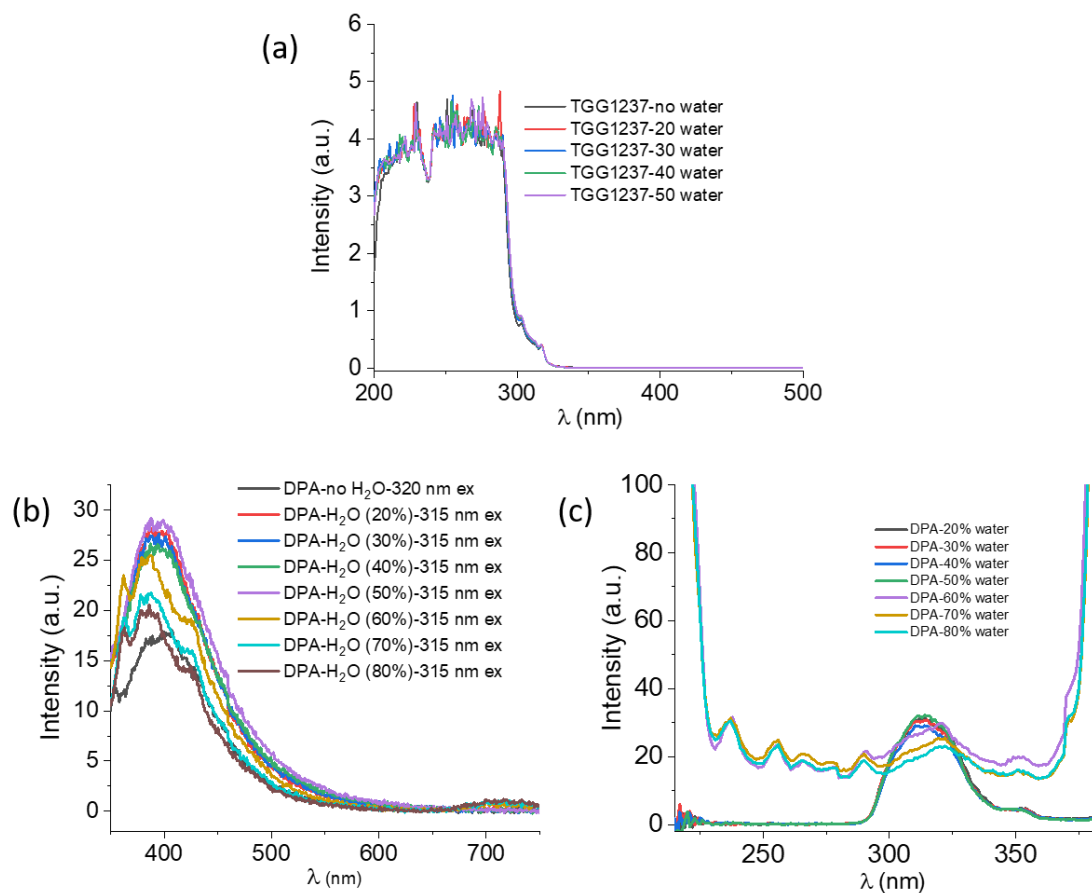 (a)
Intensity (a.u.)
6
5
4
3
2
1
0
200
300
400
500
λ (nm)
TGG1237-no water
TGG1237-20 water
TGG1237-30 water
TGG1237-40 water
TGG1237-50 water
(b)
Intensity (a.u.)
30
25
20
15
10
5
0
400
500
600
700
λ (nm)
DPA-no H₂O-320 nm ex
DPA-H₂O (20%)-315 nm ex
DPA-H₂O (30%)-315 nm ex
DPA-H₂O (40%)-315 nm ex
DPA-H₂O (50%)-315 nm ex
DPA-H₂O (60%)-315 nm ex
DPA-H₂O (70%)-315 nm ex
DPA-H₂O (80%)-315 nm ex
(c)
Intensity (a.u.)
100
80
60
40
20
0
250
300
350
λ (nm)
DPA-20% water
DPA-30% water
DPA-40% water
DPA-50% water
DPA-60% water
DPA-70% water
DPA-80% water